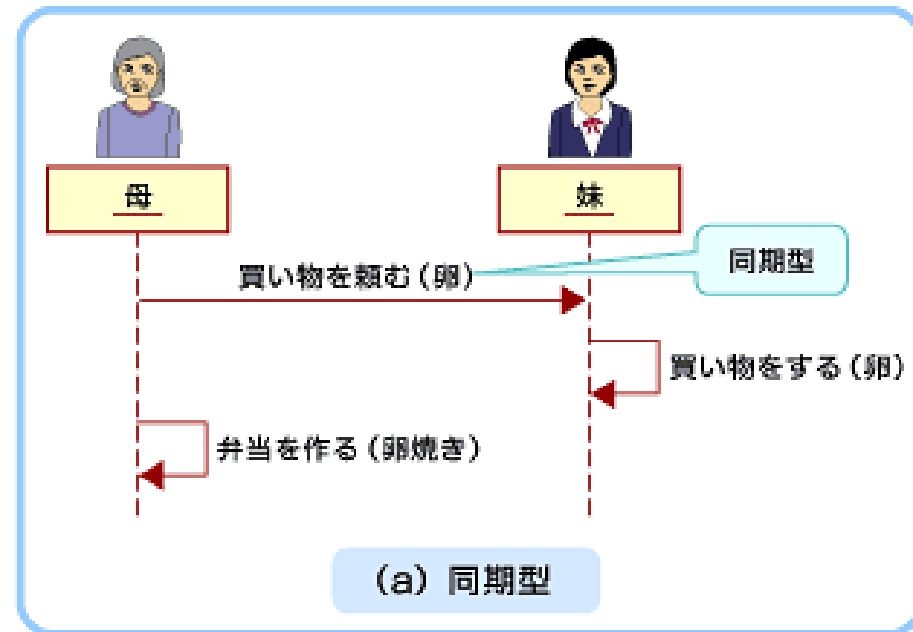 母
妹
同期型
買い物を頼む(卵)
買い物をする(卵)
弁当を作る(卵焼き)
(a) 同期型